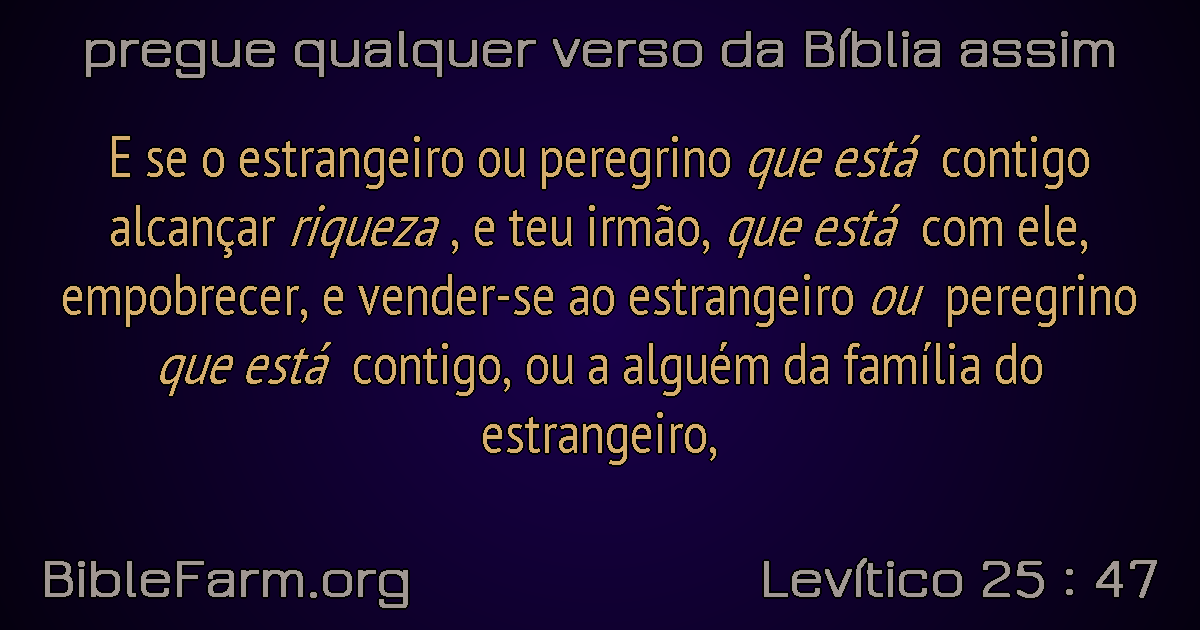 pregue qualquer verso da Bíblia assim
E se o estrangeiro ou peregrino que está contigo
alcançar riqueza , e teu irmão, que está com ele,
empobrecer, e vender-se ao estrangeiro ou peregrino
que está contigo, ou a alguém da família do
estrangeiro,
BibleFarm.org
Levítico 25 : 47